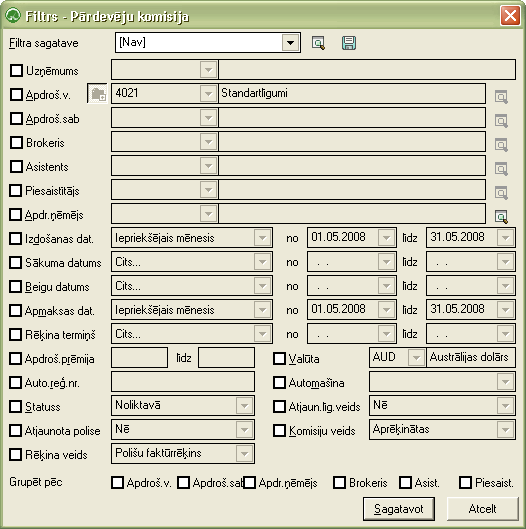 Filtrs - Pārdevēju komisija
Filtra sagatave [Nav]
Uzņēmums
Apdroš.v. 4021 Standartlīgumi
Apdroš.sab
Brokeris
Asistents
Piesaistītājs
Apdr.ņēmējs
Izdošanas dat. Iepriekšējais mēnesis no 01.05.2008 līdz 31.05.2008
Sākuma datums Cits... no . . līdz . .
Beigu datums Cits... no . . līdz . .
Apmaksas dat. Iepriekšējais mēnesis no 01.05.2008 līdz 31.05.2008
Rēķina termiņš Cits... no . . līdz . .
Apdroš.prēmija līdz Valūta AUD Austrālijas dolārs
Auto.reģ.nr. Automašīna
Statuss Noliktavā Atjaun.līg.veids Nē
Atjaunota polise Nē Komisiju veids Aprēķinātas
Rēķina veids Polišu faktūrrēķins
Grupēt pēc Apdroš.v. Apdroš.sab Apdr.ņēmējs Brokeris Asist. Piesaist.
Sagatavot Atcelt